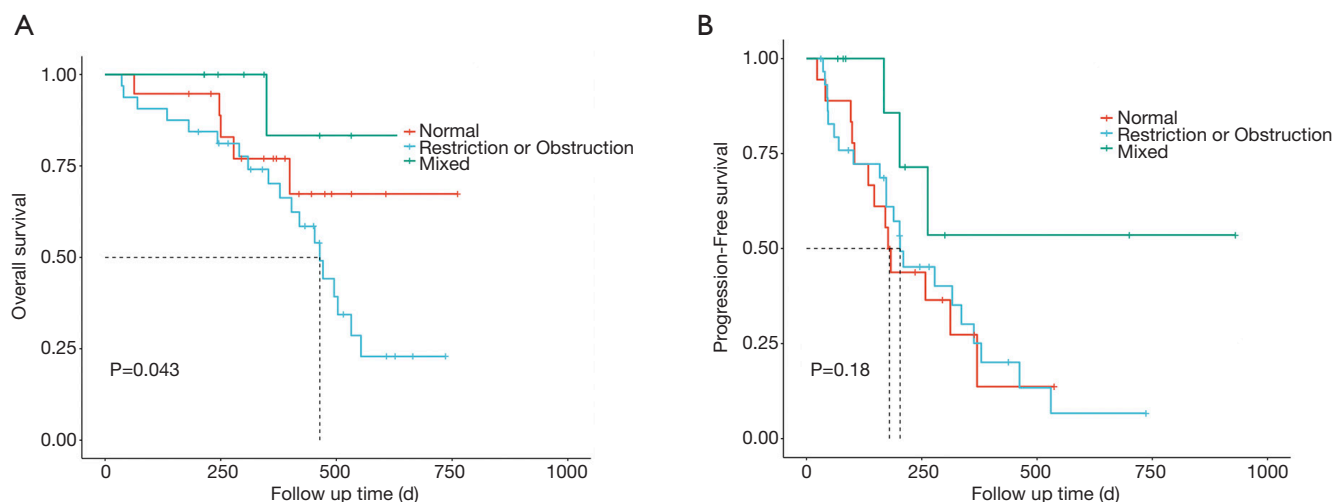 A
Overall survival
1.00
0.75
0.50
0.25
0.00
Normal
Restriction or Obstruction
Mixed
P=0.043
0 250 500 750 1000
Follow up time (d)
B
Progression-Free survival
1.00
0.75
0.50
0.25
0.00
Normal
Restriction or Obstruction
Mixed
P=0.18
0 250 500 750 1000
Follow up time (d)